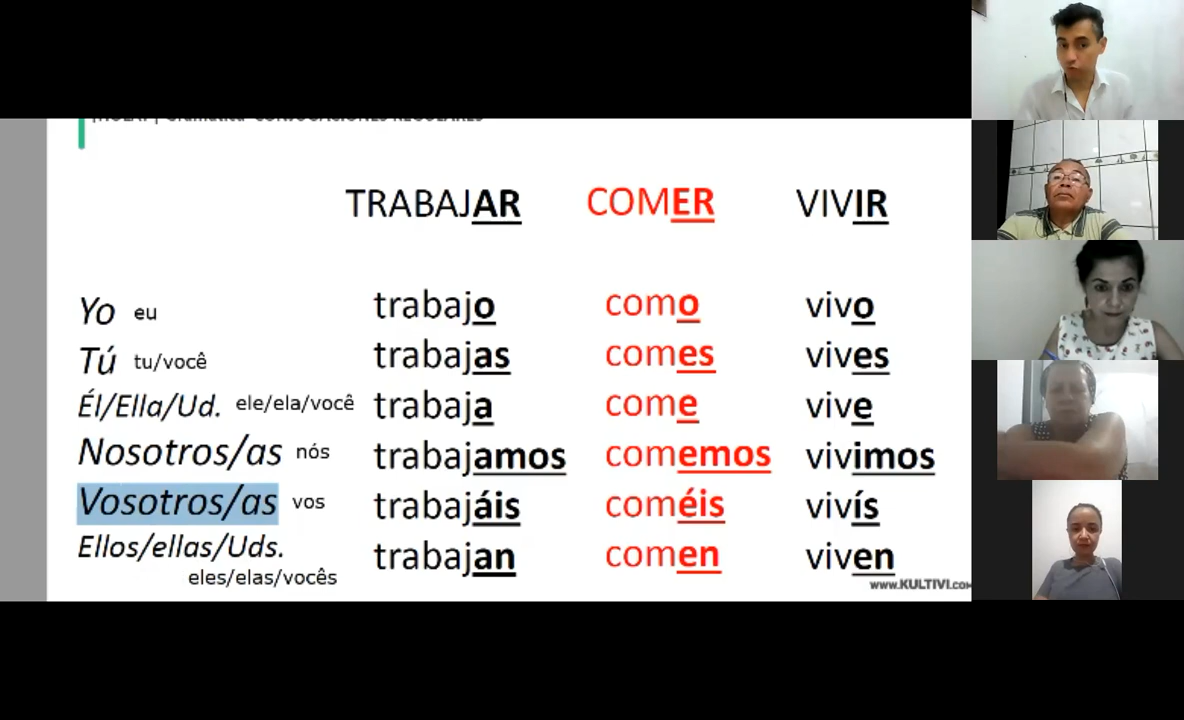 TRABAJAR COMER VIVIR
Yo eu trabajo como vivo
Tú tu/você trabajas comes vives
Él/Ella/Ud. ele/ela/você trabaja come vive
Nosotros/as nós trabajamos comemos vivimos
Vosotros/as vos trabajáis coméis vivís
Ellos/ellas/Uds. trabajan comen viven
eles/elas/vocês
www.KULTIVI.com